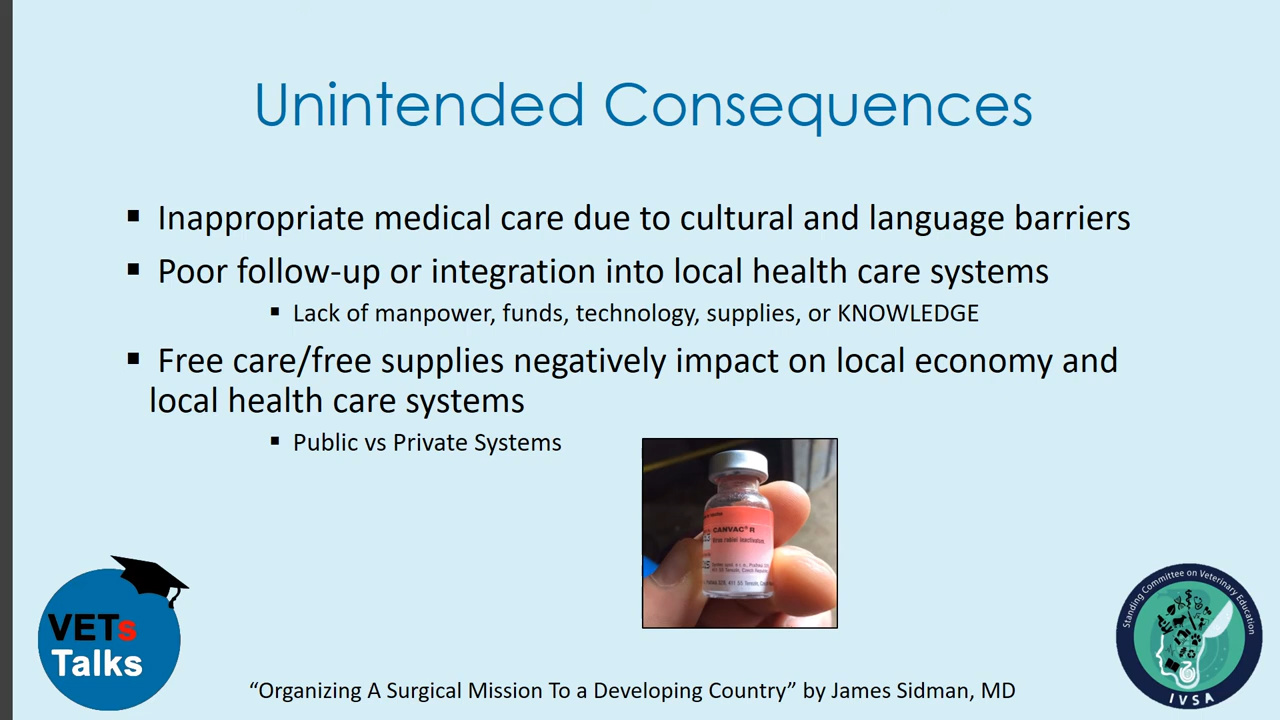 Unintended Consequences
▪ Inappropriate medical care due to cultural and language barriers
▪ Poor follow-up or integration into local health care systems
▪ Lack of manpower, funds, technology, supplies, or KNOWLEDGE
▪ Free care/free supplies negatively impact on local economy and
local health care systems
▪ Public vs Private Systems
CANVAC® R
VETs
Talks
Standing Committee on Veterinary Education
IVSA
“Organizing A Surgical Mission To a Developing Country” by James Sidman, MD